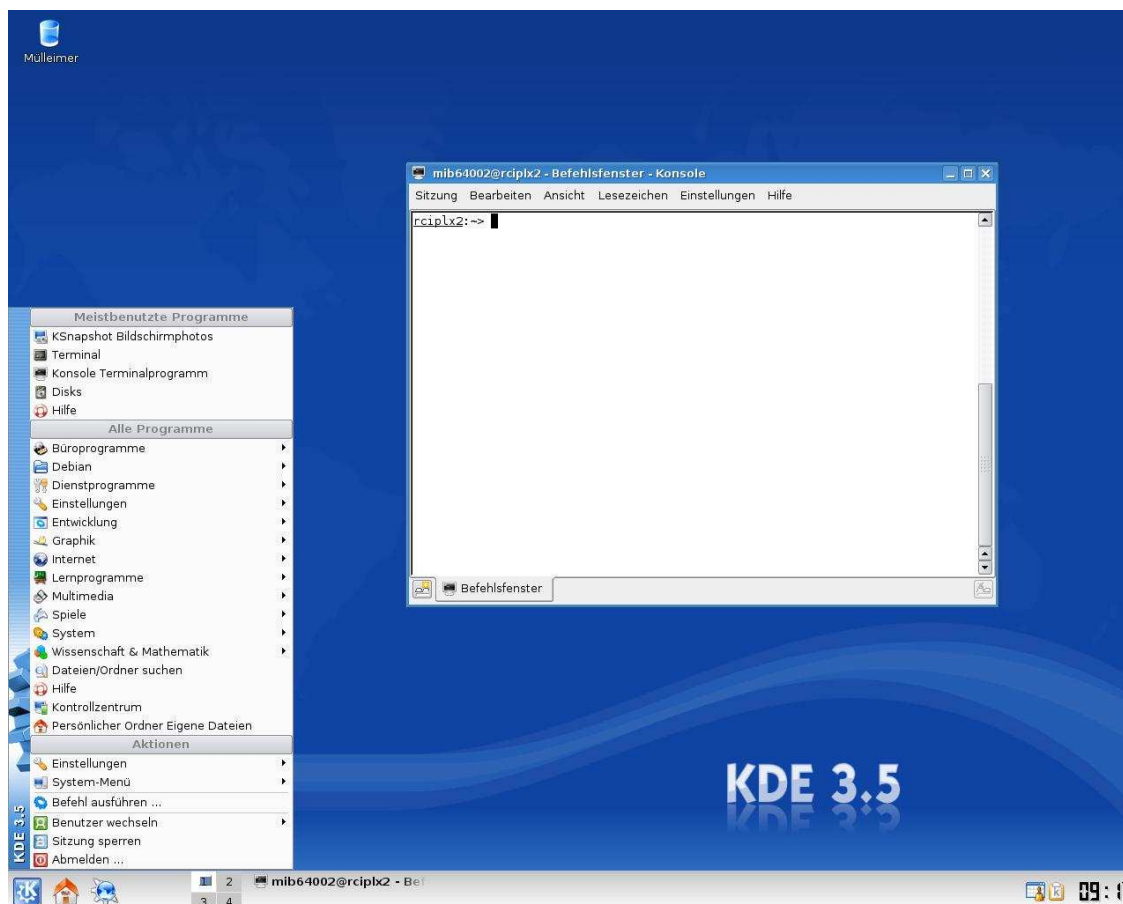 Mülleimer
mib64002@rciplx2 - Befehlsfenster - Konsole
Sitzung Bearbeiten Ansicht Lesezeichen Einstellungen Hilfe
rciplx2:~>
Befehlsfenster
Meistbenutzte Programme
KSnapshot Bildschirmphotos
Terminal
Konsole Terminalprogramm
Disks
Hilfe
Alle Programme
Büroprogramme
Debian
Dienstprogramme
Einstellungen
Entwicklung
Graphik
Internet
Lernprogramme
Multimedia
Spiele
System
Wissenschaft & Mathematik
Dateien/Ordner suchen
Hilfe
Kontrollzentrum
Persönlicher Ordner Eigene Dateien
Aktionen
Einstellungen
System-Menü
Befehl ausführen ...
Benutzer wechseln
Sitzung sperren
Abmelden ...
KDE 3.5
KDE 3.5
1 2
3 4
mib64002@rciplx2 - Bef
09: